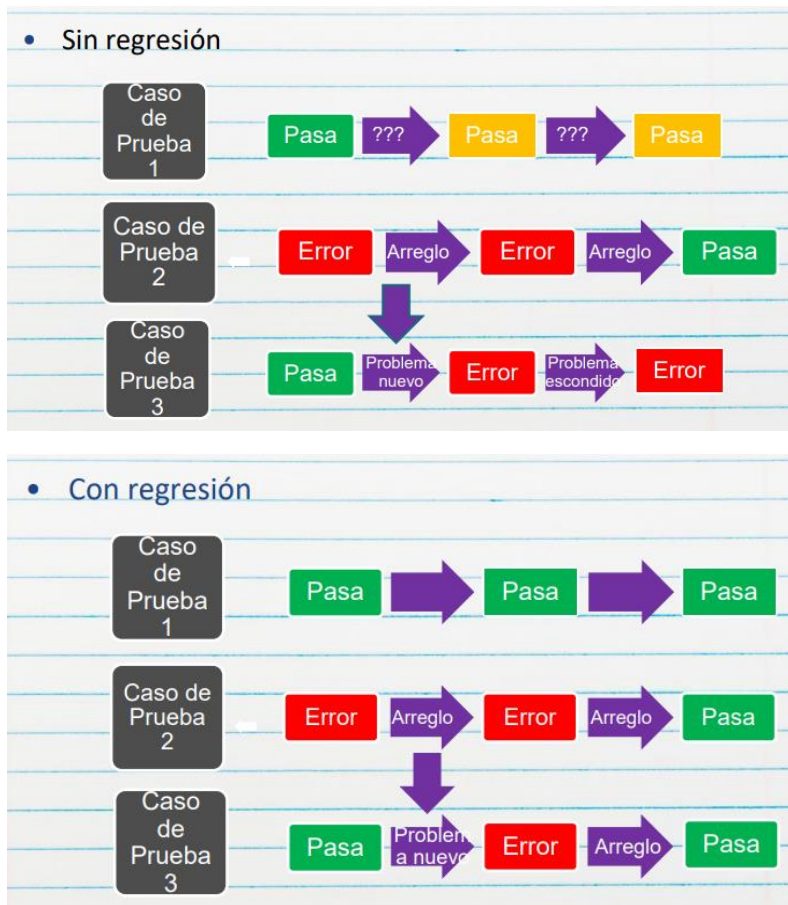 • Sin regresión
Caso
de
Prueba
1
Pasa
???
Pasa
???
Pasa
Caso de
Prueba
2
Error
Arreglo
Error
Arreglo
Pasa
Caso
de
Prueba
3
Pasa
Problema
nuevo
Error
Problema
escondido
Error
• Con regresión
Caso
de
Prueba
1
Pasa
Pasa
Pasa
Caso de
Prueba
2
Error
Arreglo
Error
Arreglo
Pasa
Caso
de
Prueba
3
Pasa
Problem
a nuevo
Error
Arreglo
Pasa